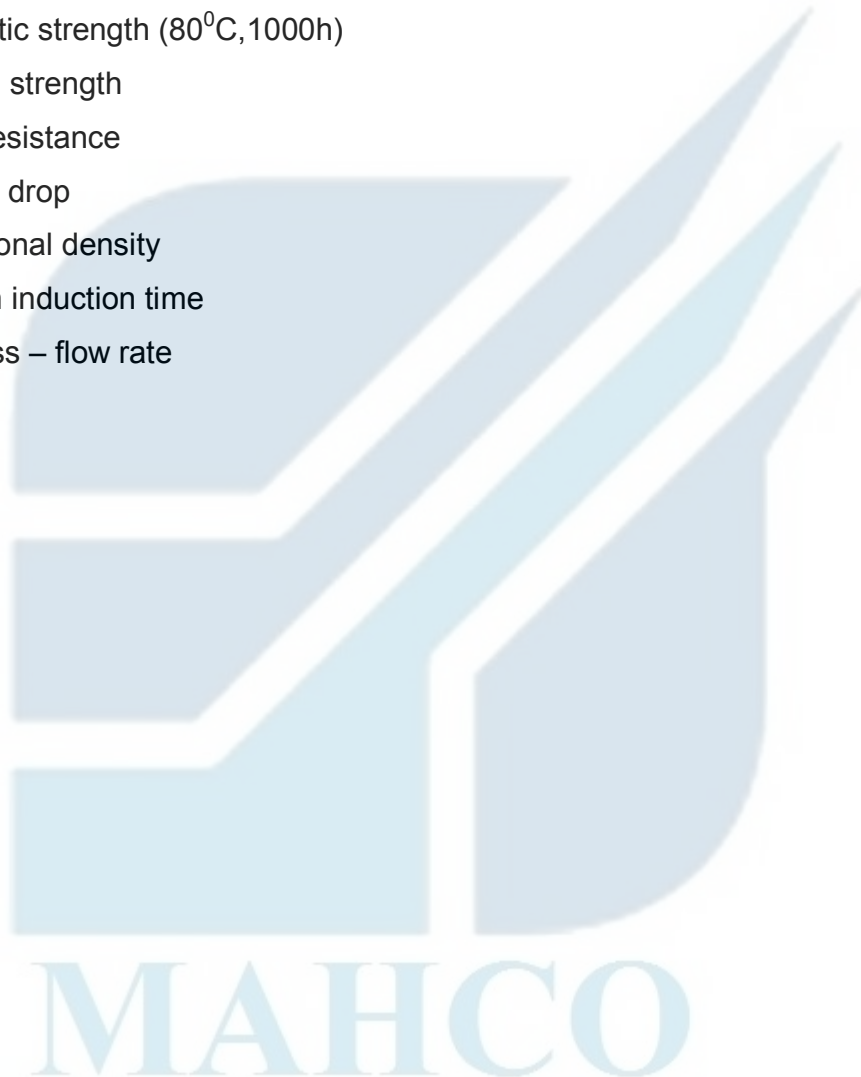 tic strength (80⁰C,1000h)
strength
esistance
drop
onal density
n induction time
ss – flow rate
MAHCO